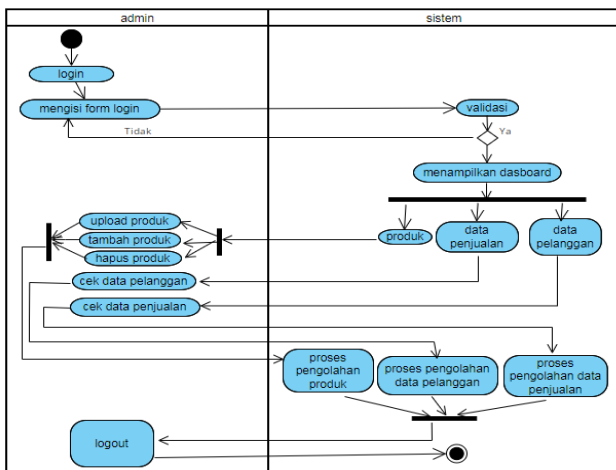 admin
sistem
login
mengisi form login
validasi
Tidak
Ya
menampilkan dasboard
upload produk
tambah produk
hapus produk
produk
data
penjualan
data
pelanggan
cek data pelanggan
cek data penjualan
proses
pengolahan
produk
proses pengolahan
data pelanggan
proses
pengolahan data
penjualan
logout